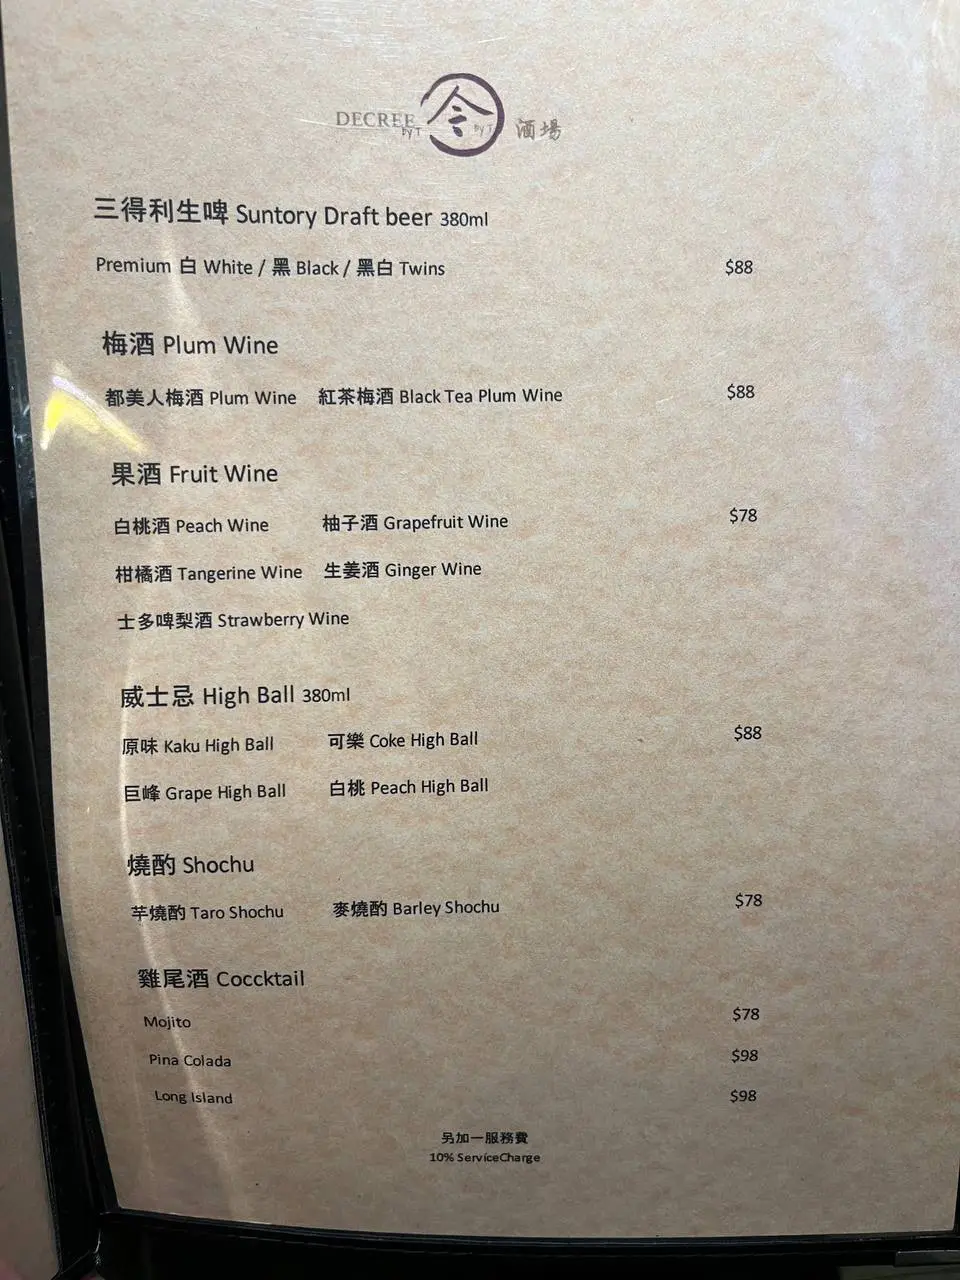 DECREE by T 令 by T 酒場
三得利生啤 Suntory Draft beer 380ml
Premium 白 White / 黑 Black / 黑白 Twins $88
梅酒 Plum Wine
都美人梅酒 Plum Wine 紅茶梅酒 Black Tea Plum Wine $88
果酒 Fruit Wine
白桃酒 Peach Wine 柚子酒 Grapefruit Wine $78
柑橘酒 Tangerine Wine 生姜酒 Ginger Wine
士多啤梨酒 Strawberry Wine
威士忌 High Ball 380ml
原味 Kaku High Ball 可樂 Coke High Ball $88
巨峰 Grape High Ball 白桃 Peach High Ball
燒酌 Shochu
芋燒酌 Taro Shochu 麥燒酌 Barley Shochu $78
雞尾酒 Coccktail
Mojito $78
Pina Colada $98
Long Island $98
另加一服務費
10% ServiceCharge